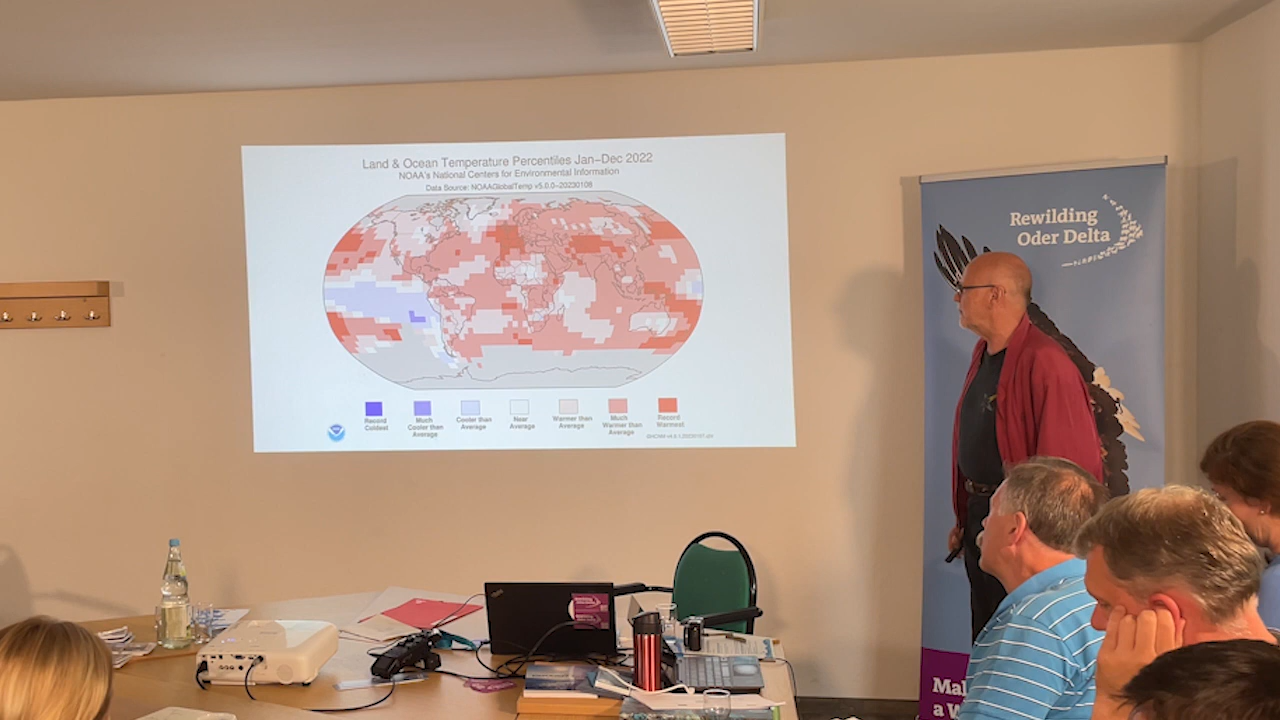 Land & Ocean Temperature Percentiles Jan–Dec 2022
NOAA's National Centers for Environmental Information
Data Source: NOAAGlobalTemp v5.0.0–20230108
Record
Coldest
Much
Cooler than
Average
Cooler than
Average
Near
Average
Warmer than
Average
Much
Warmer than
Average
Record
Warmest
Rewilding
Oder Delta